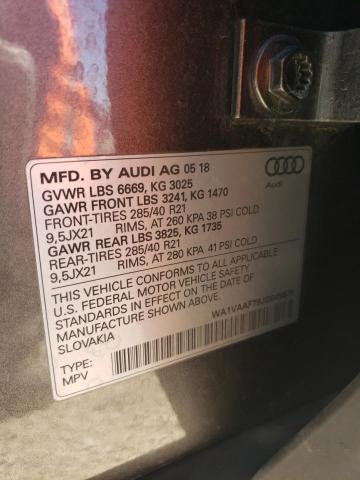 MFD. BY AUDI AG 05 18
GVWR LBS 6669, KG 3025
GAWR FRONT LBS 3241, KG 1470
FRONT-TIRES 285/40 R21
9,5JX21 RIMS, AT 260 KPA 38 PSI COLD
GAWR REAR LBS 3825, KG 1735
REAR-TIRES 285/40 R21
9,5JX21 RIMS, AT 280 KPA 41 PSI COLD
THIS VEHICLE CONFORMS TO ALL APPLICABLE
U.S. FEDERAL MOTOR VEHICLE SAFETY
STANDARDS IN EFFECT ON THE DATE OF
MANUFACTURE SHOWN ABOVE.
SLOVAKIA
TYPE:
MPV
Audi